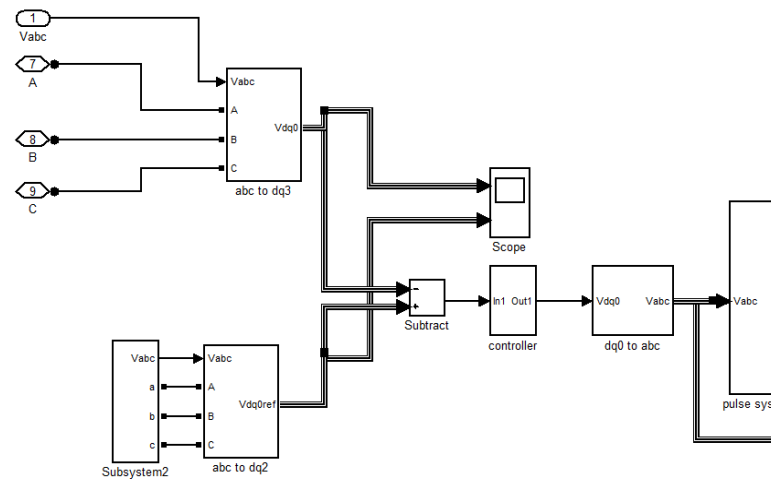 1
Vabc
7
A
8
B
9
C
Vabc
A
B
C
Vdq0
abc to dq3
Scope
−
+
Subtract
In1 Out1
controller
Vdq0 Vabc
dq0 to abc
Vabc
pulse sys
Vabc
a
b
c
Subsystem2
Vabc
A
B
C
Vdq0ref
abc to dq2